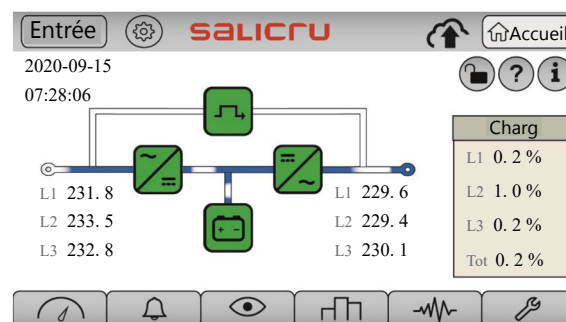 Entrée
SALICRU
Accueil
2020-09-15
07:28:06
L1 231.8
L2 233.5
L3 232.8
L1 229.6
L2 229.4
L3 230.1
Charg
L1 0.2%
L2 1.0%
L3 0.2%
Tot 0.2%